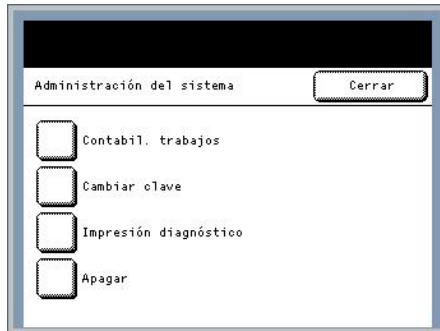 Administración del sistema
Cerrar
Contabil. trabajos
Cambiar clave
Impresión diagnóstico
Apagar